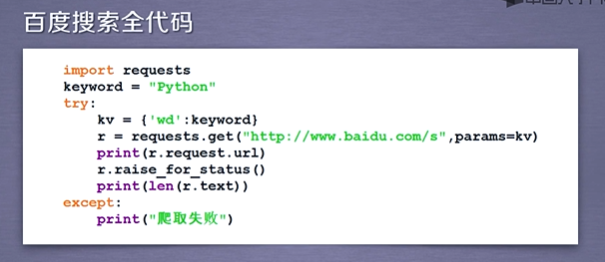 百度搜索全代码
import requests
keyword = "Python"
try:
    kv = {'wd':keyword}
    r = requests.get("http://www.baidu.com/s",params=kv)
    print(r.request.url)
    r.raise_for_status()
    print(len(r.text))
except:
    print("爬取失败")